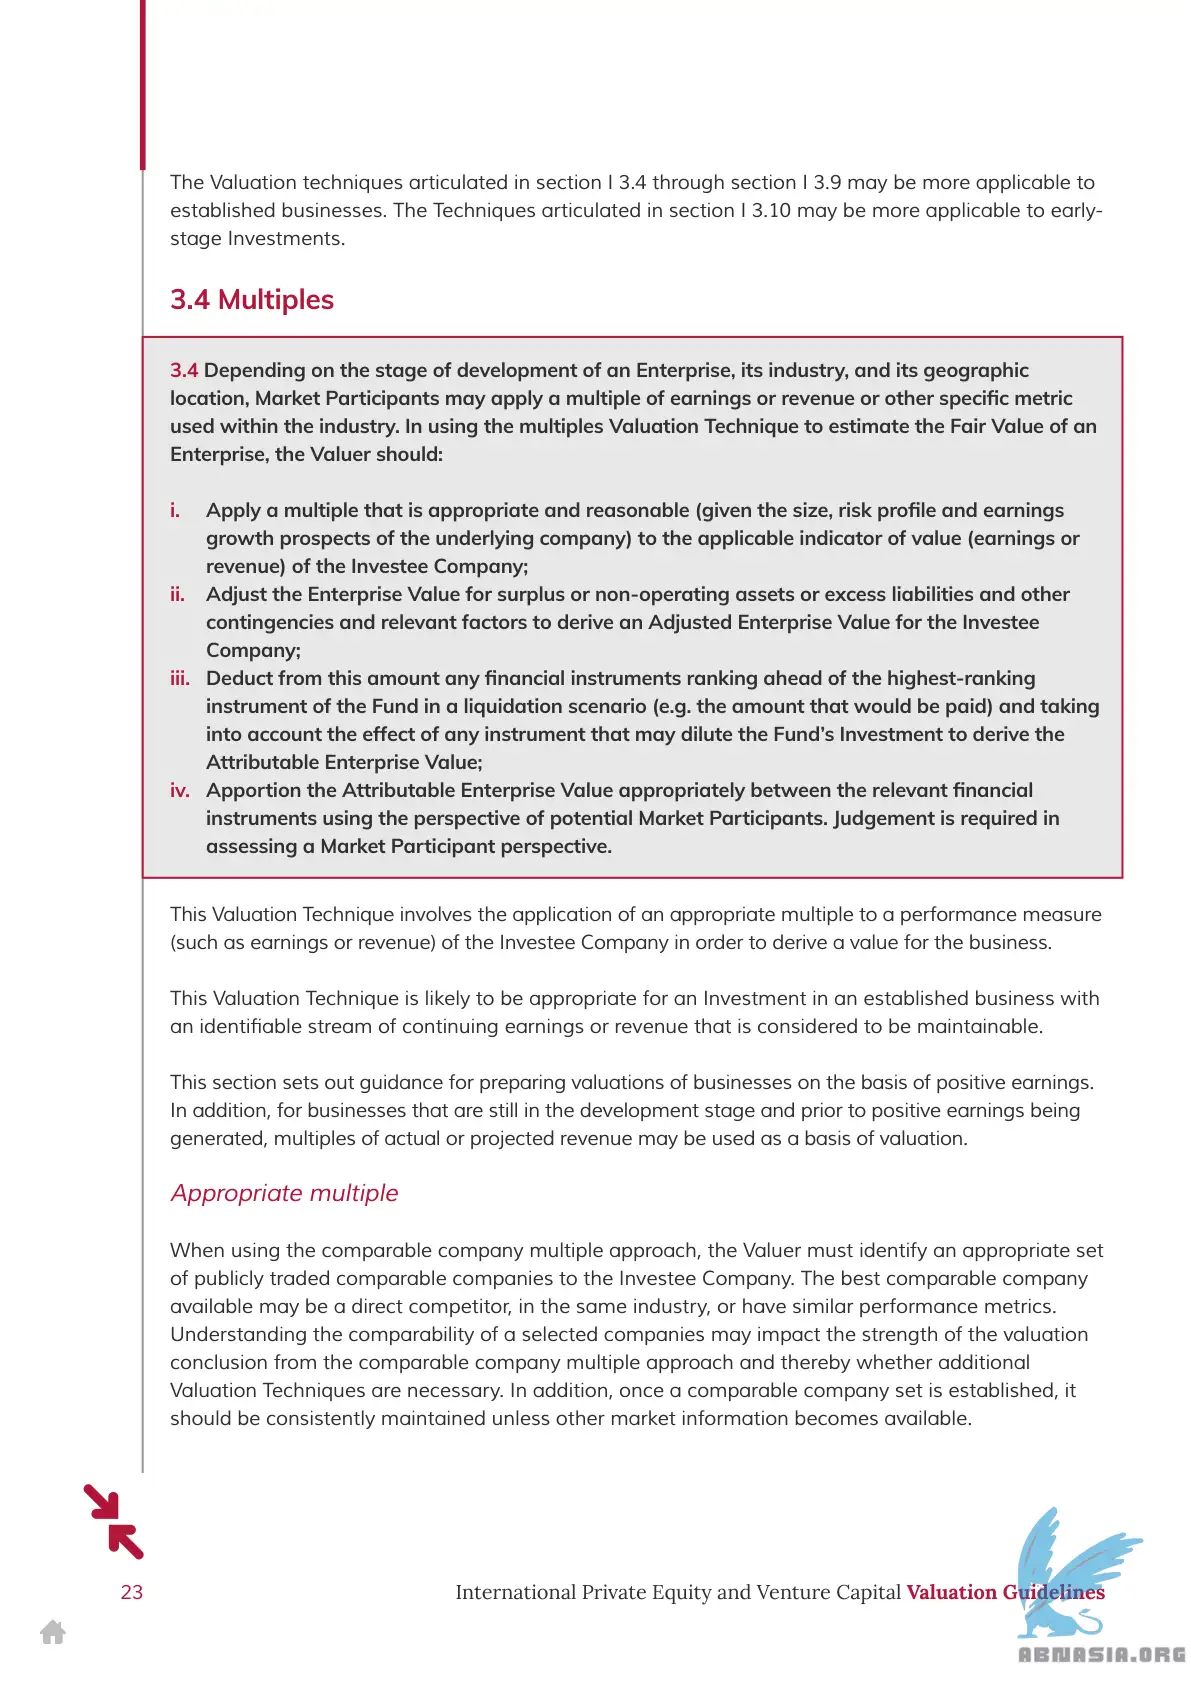 The Valuation techniques articulated in section I 3.4 through section I 3.9 may be more applicable to
established businesses. The Techniques articulated in section I 3.10 may be more applicable to early-
stage Investments.
3.4 Multiples
3.4 Depending on the stage of development of an Enterprise, its industry, and its geographic
location, Market Participants may apply a multiple of earnings or revenue or other specific metric
used within the industry. In using the multiples Valuation Technique to estimate the Fair Value of an
Enterprise, the Valuer should:
i. Apply a multiple that is appropriate and reasonable (given the size, risk profile and earnings
growth prospects of the underlying company) to the applicable indicator of value (earnings or
revenue) of the Investee Company;
ii. Adjust the Enterprise Value for surplus or non-operating assets or excess liabilities and other
contingencies and relevant factors to derive an Adjusted Enterprise Value for the Investee
Company;
iii. Deduct from this amount any financial instruments ranking ahead of the highest-ranking
instrument of the Fund in a liquidation scenario (e.g. the amount that would be paid) and taking
into account the effect of any instrument that may dilute the Fund’s Investment to derive the
Attributable Enterprise Value;
iv. Apportion the Attributable Enterprise Value appropriately between the relevant financial
instruments using the perspective of potential Market Participants. Judgement is required in
assessing a Market Participant perspective.
This Valuation Technique involves the application of an appropriate multiple to a performance measure
(such as earnings or revenue) of the Investee Company in order to derive a value for the business.
This Valuation Technique is likely to be appropriate for an Investment in an established business with
an identifiable stream of continuing earnings or revenue that is considered to be maintainable.
This section sets out guidance for preparing valuations of businesses on the basis of positive earnings.
In addition, for businesses that are still in the development stage and prior to positive earnings being
generated, multiples of actual or projected revenue may be used as a basis of valuation.
Appropriate multiple
When using the comparable company multiple approach, the Valuer must identify an appropriate set
of publicly traded comparable companies to the Investee Company. The best comparable company
available may be a direct competitor, in the same industry, or have similar performance metrics.
Understanding the comparability of a selected companies may impact the strength of the valuation
conclusion from the comparable company multiple approach and thereby whether additional
Valuation Techniques are necessary. In addition, once a comparable company set is established, it
should be consistently maintained unless other market information becomes available.
23
International Private Equity and Venture Capital Valuation Guidelines
ABNASIA.ORG